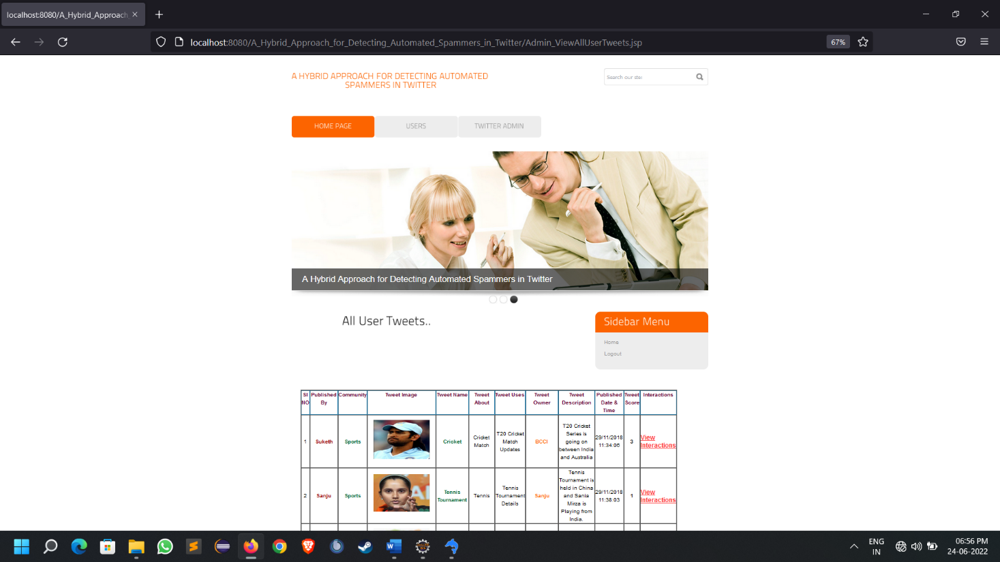 localhost:8080/A_Hybrid_Approach
localhost:8080/A_Hybrid_Approach_for_Detecting_Automated_Spammers_in_Twitter/Admin_ViewAllUserTweets.jsp
67%
A HYBRID APPROACH FOR DETECTING AUTOMATED
SPAMMERS IN TWITTER
Search our site:
HOME PAGE
USERS
TWITTER ADMIN
A Hybrid Approach for Detecting Automated Spammers in Twitter
All User Tweets..
Sidebar Menu
Home
Logout
SI NO
Published By
Community
Tweet Image
Tweet Name
Tweet About
Tweet Uses
Tweet Owner
Tweet Description
Published Date & Time
Tweet Score
Interactions
1
Suketh
Sports
Cricket
Cricket Match
T20 Cricket Match Updates
BCCI
T20 Cricket Series is going on between India and Australia
29/11/2018 11:34:06
3
View Interactions
2
Sanju
Sports
Tennis Tournament
Tennis
Tennis Tournament Details
Sanju
Tennis Tournament is held in China and Sania Mirza is Playing from India.
29/11/2018 11:38:03
1
View Interactions
ENG
IN
06:56 PM
24-06-2022